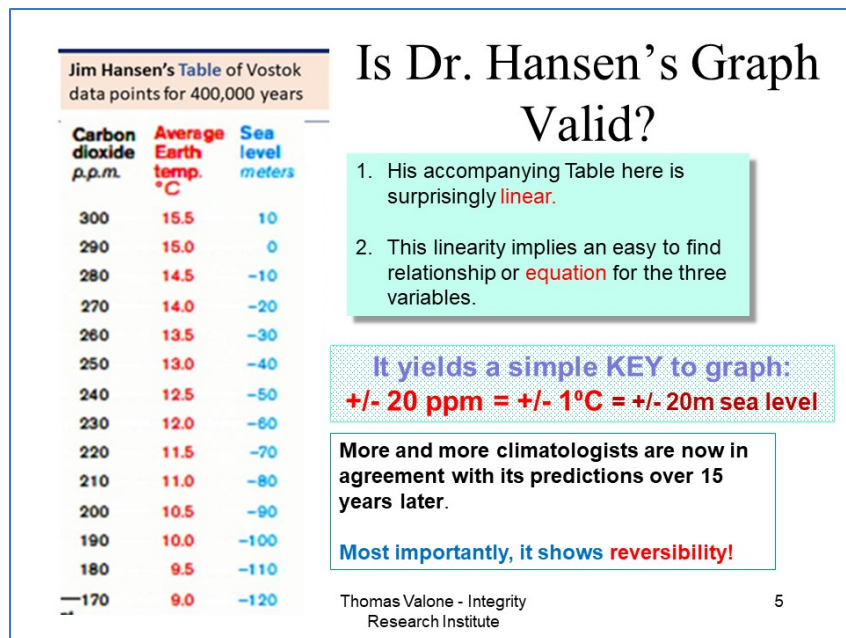 Jim Hansen's Table of Vostok
data points for 400,000 years
Is Dr. Hansen's Graph
Valid?
Carbon dioxide p.p.m. Average Earth temp. °C Sea level meters
300 15.5 10
290 15.0 0
280 14.5 -10
270 14.0 -20
260 13.5 -30
250 13.0 -40
240 12.5 -50
230 12.0 -60
220 11.5 -70
210 11.0 -80
200 10.5 -90
190 10.0 -100
180 9.5 -110
170 9.0 -120
1. His accompanying Table here is
surprisingly linear.
2. This linearity implies an easy to find
relationship or equation for the three
variables.
It yields a simple KEY to graph:
+/- 20 ppm = +/- 1⁰C = +/- 20m sea level
More and more climatologists are now in
agreement with its predictions over 15
years later.
Most importantly, it shows reversibility!
Thomas Valone - Integrity
Research Institute
5